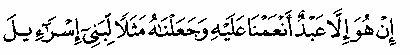 إِنْ هُوَ إِلَّا عَبْدٌ أَنْعَمْنَا عَلَيْهِ وَجَعَلْنَٰهُ مَثَلًا لِّبَنِىٓ إِسْرَٰٓءِيلَ